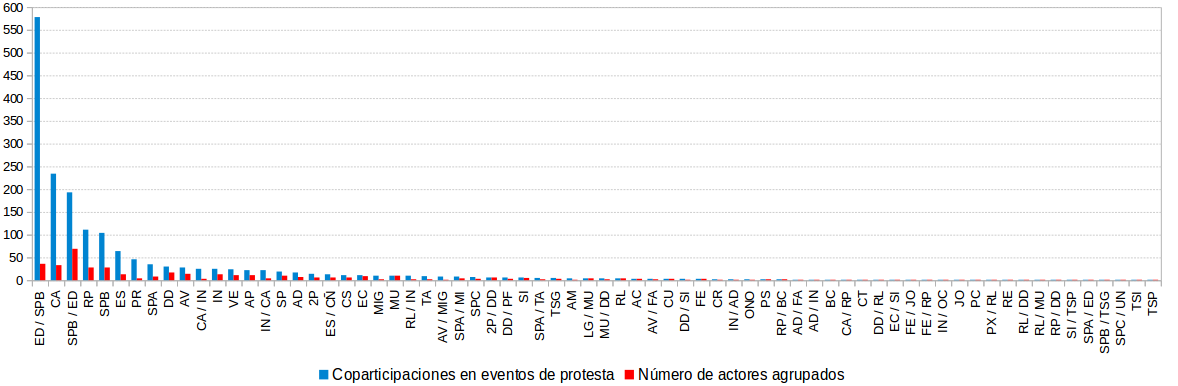 600
550
500
450
400
350
300
250
200
150
100
50
0
ED / SPB
CA
SPB / ED
RP
SPB
ES
PR
SPA
DD
AV
CA / IN
IN
VE
AP
IN / CA
SP
AD
2P
ES / CÑ
CS
EC
MIG
MU
RL / IN
TA
AV / MIG
SPA / MI
SPC
2P / DD
DD / PF
SI
SPA / TA
TSG
AM
LG / MU
MU / DD
RL
AC
AV / FA
CU
DD / SI
FE
CR
IN / AD
ONO
PS
RP / BC
AD / FA
AD / IN
BC
CA / RP
CT
DD / RL
EC / SI
FE / JO
FE / RP
IN / OC
JO
PC
PX / RL
RE
RL / DD
RL / MU
RP / DD
SI / TSP
SPA / ED
SPB / TSG
SPC / UN
TSI
TSP
Coparticipaciones en eventos de protesta
Número de actores agrupados